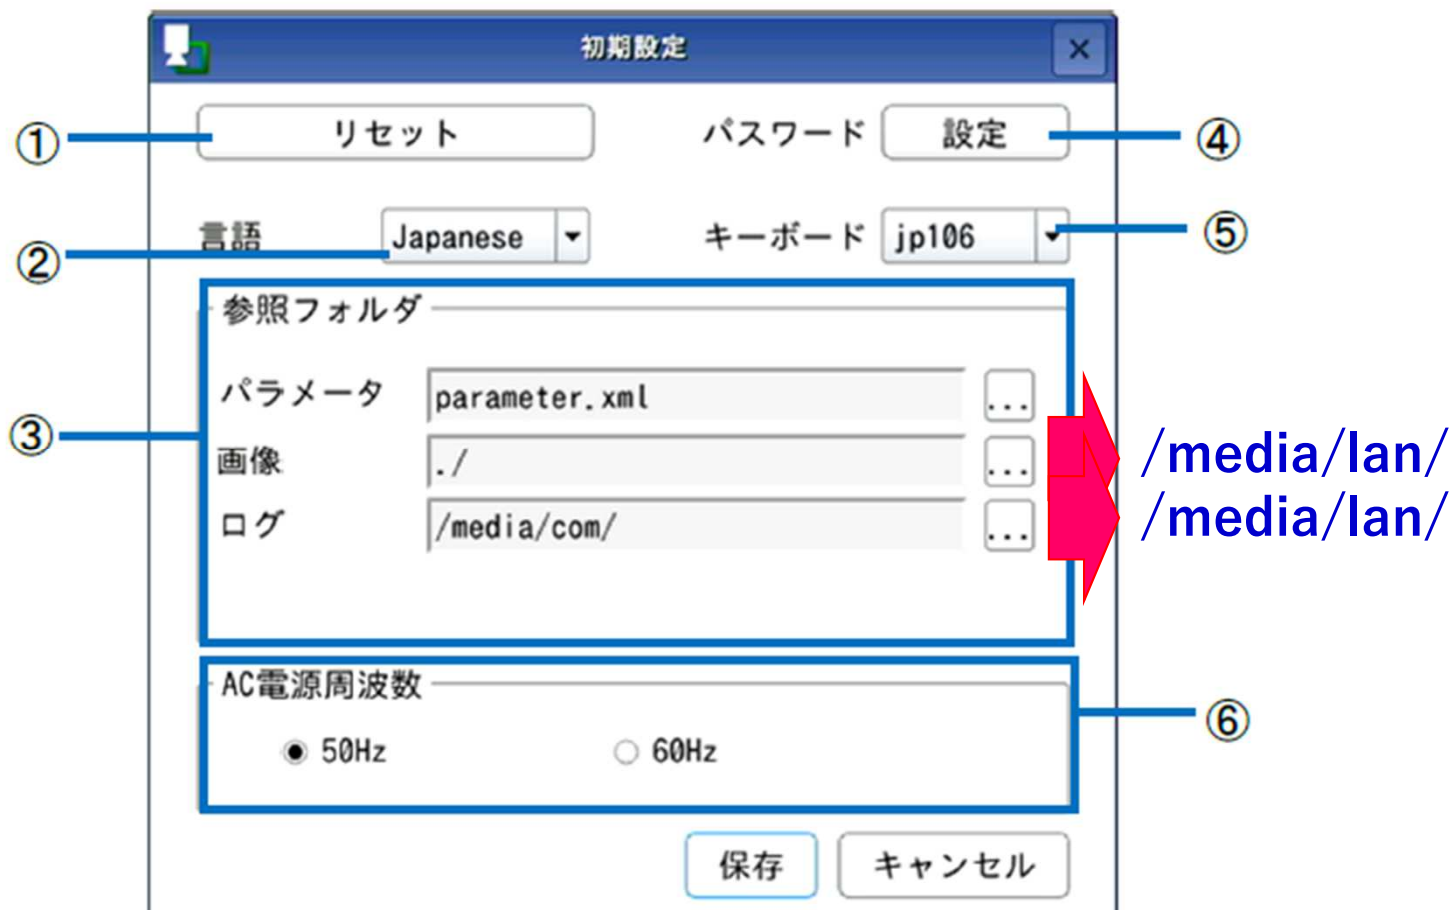 初期設定
① リセット パスワード 設定 ④
② 言語 Japanese キーボード jp106 ⑤
参照フォルダ
パラメータ parameter.xml ...
③ 画像 ./ ... /media/lan/
ログ /media/com/ ... /media/lan/
AC電源周波数
50Hz 60Hz ⑥
保存 キャンセル